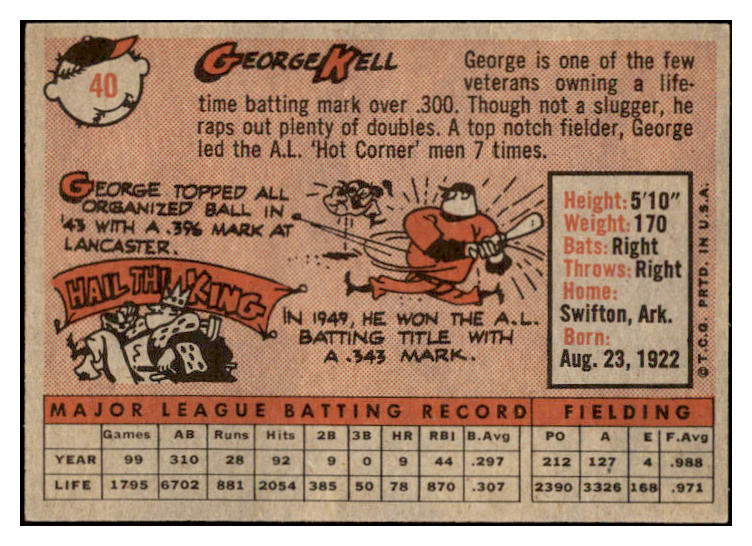 40
GEORGE KELL
George is one of the few
veterans owning a life-
time batting mark over .300. Though not a slugger, he
raps out plenty of doubles. A top notch fielder, George
led the A.L. 'Hot Corner' men 7 times.
GEORGE TOPPED ALL
ORGANIZED BALL IN
'43 WITH A .396 MARK AT
LANCASTER.
HAIL TH KING
IN 1949, HE WON THE A.L.
BATTING TITLE WITH
A .343 MARK.
Height: 5'10"
Weight: 170
Bats: Right
Throws: Right
Home:
Swifton, Ark.
Born:
Aug. 23, 1922
© T.C.G. PRTD. IN U.S.A.
MAJOR LEAGUE BATTING RECORD FIELDING
Games AB Runs Hits 2B 3B HR RBI B.Avg PO A E F.Avg
YEAR 99 310 28 92 9 0 9 44 .297 212 127 4 .988
LIFE 1795 6702 881 2054 385 50 78 870 .307 2390 3326 168 .971